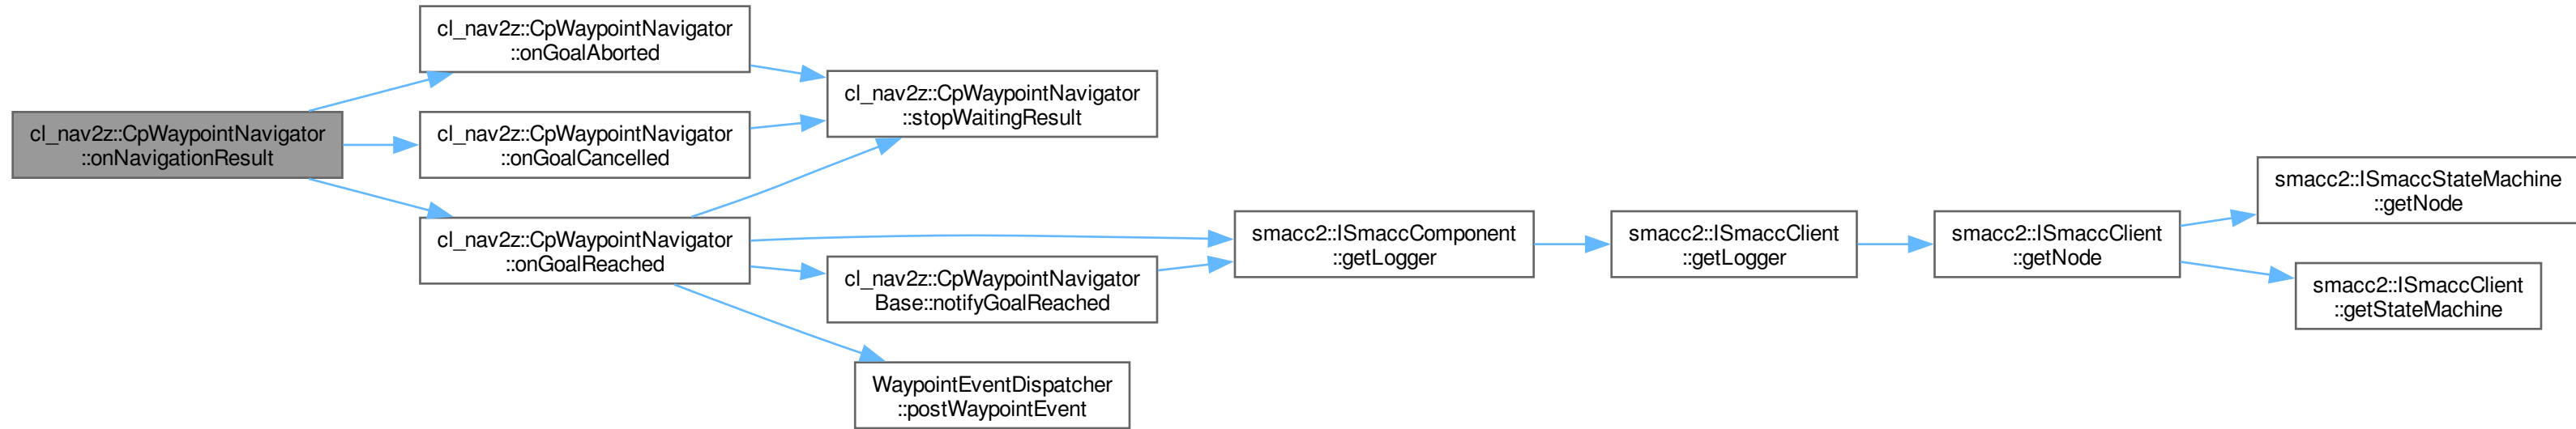 cl_nav2z::CpWaypointNavigator
::onNavigationResult
cl_nav2z::CpWaypointNavigator
::onGoalAborted
cl_nav2z::CpWaypointNavigator
::onGoalCancelled
cl_nav2z::CpWaypointNavigator
::onGoalReached
cl_nav2z::CpWaypointNavigator
::stopWaitingResult
cl_nav2z::CpWaypointNavigator
Base::notifyGoalReached
WaypointEventDispatcher
::postWaypointEvent
smacc2::ISmaccComponent
::getLogger
smacc2::ISmaccClient
::getLogger
smacc2::ISmaccClient
::getNode
smacc2::ISmaccStateMachine
::getNode
smacc2::ISmaccClient
::getStateMachine